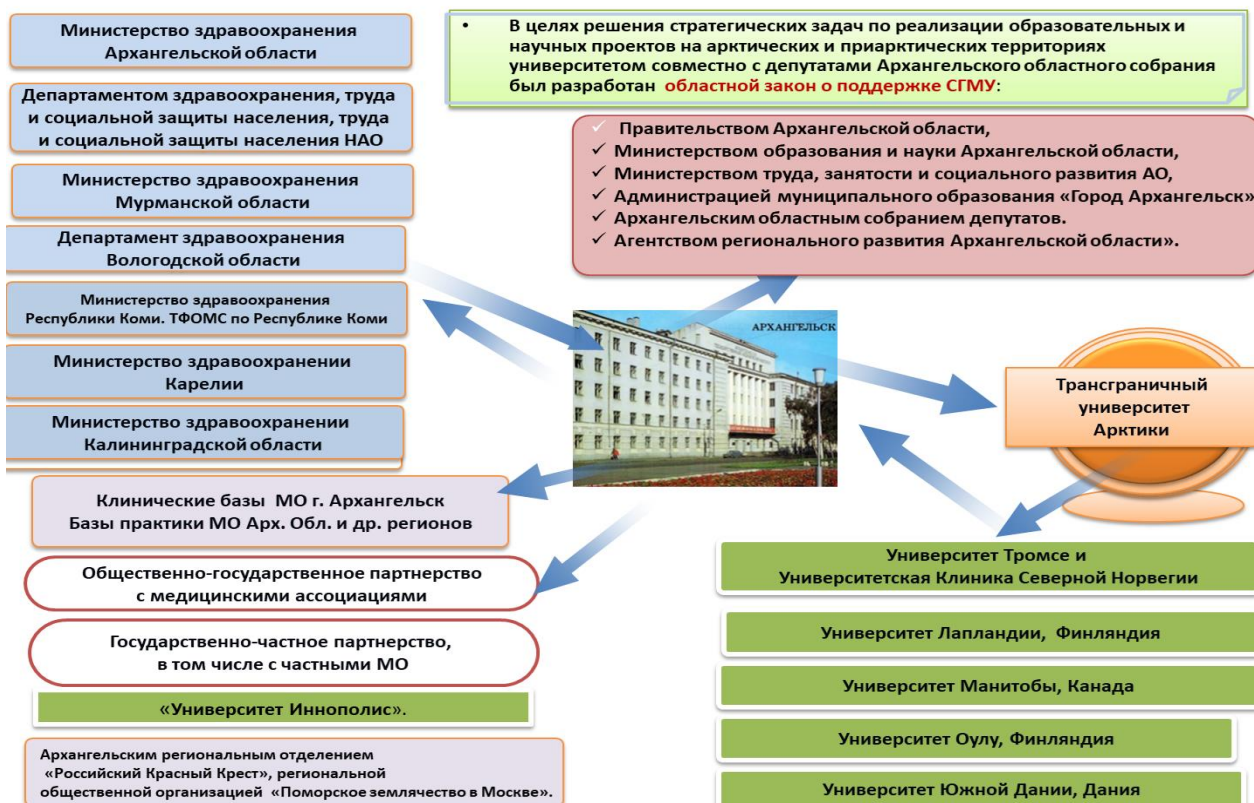 Министерство здравоохранения
Архангельской области
Департаментом здравоохранения, труда
и социальной защиты населения, труда
и социальной защиты населения НАО
Министерство здравоохранения
Мурманской области
Департамент здравоохранения
Вологодской области
Министерство здравоохранения
Республики Коми. ТФОМС по Республике Коми
Министерство здравоохранении
Карелии
Министерство здравоохранении
Калининградской области
Клинические базы МО г. Архангельск
Базы практики МО Арх. Обл. и др. регионов
Общественно-государственное партнерство
с медицинскими ассоциациями
Государственно-частное партнерство,
в том числе с частными МО
«Университет Иннополис».
Архангельским региональным отделением
«Российский Красный Крест», региональной
общественной организацией «Поморское землячество в Москве».
• В целях решения стратегических задач по реализации образовательных и
научных проектов на арктических и приарктических территориях
университетом совместно с депутатами Архангельского областного собрания
был разработан областной закон о поддержке СГМУ:
✓ Правительством Архангельской области,
✓ Министерством образования и науки Архангельской области,
✓ Министерством труда, занятости и социального развития АО,
✓ Администрацией муниципального образования «Город Архангельск»
✓ Архангельским областным собранием депутатов.
✓ Агентством регионального развития Архангельской области».
АРХАНГЕЛЬСК
Трансграничный
университет
Арктики
Университет Тромсе и
Университетская Клиника Северной Норвегии
Университет Лапландии, Финляндия
Университет Манитобы, Канада
Университет Оулу, Финляндия
Университет Южной Дании, Дания